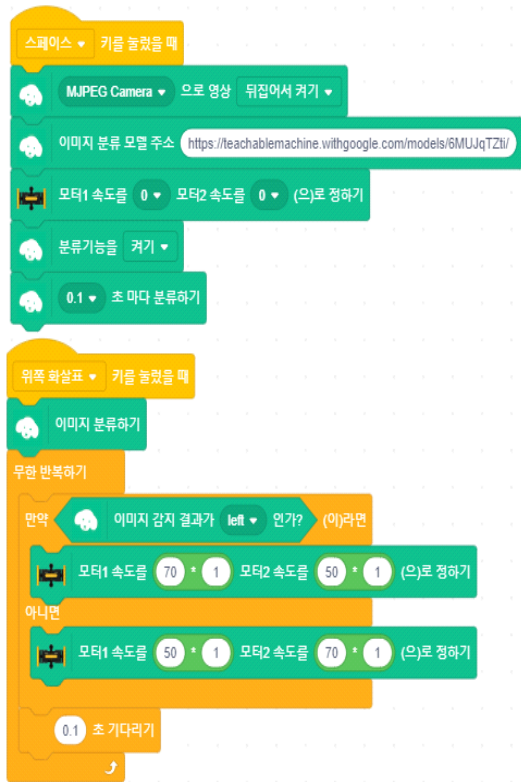 스페이스 키를 눌렀을 때
MJPEG Camera 으로 영상 뒤집어서 켜기
이미지 분류 모델 주소 https://teachablemachine.withgoogle.com/models/6MUJqTZti/
모터1 속도를 0 모터2 속도를 0 (으)로 정하기
분류기능을 켜기
0.1 초 마다 분류하기
위쪽 화살표 키를 눌렀을 때
이미지 분류하기
무한 반복하기
만약 이미지 감지 결과가 left 인가? (이)라면
모터1 속도를 70 * 1 모터2 속도를 50 * 1 (으)로 정하기
아니면
모터1 속도를 50 * 1 모터2 속도를 70 * 1 (으)로 정하기
0.1 초 기다리기